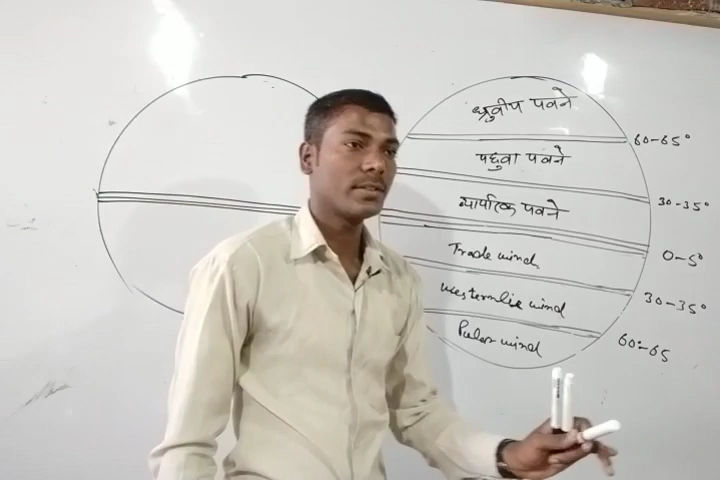 ध्रुवीय पवने
60-65°
पछुवा पवने
30-35°
व्यापारिक पवने
0-5°
Trade wind
30-35°
westernlie wind
60-65
Polar wind